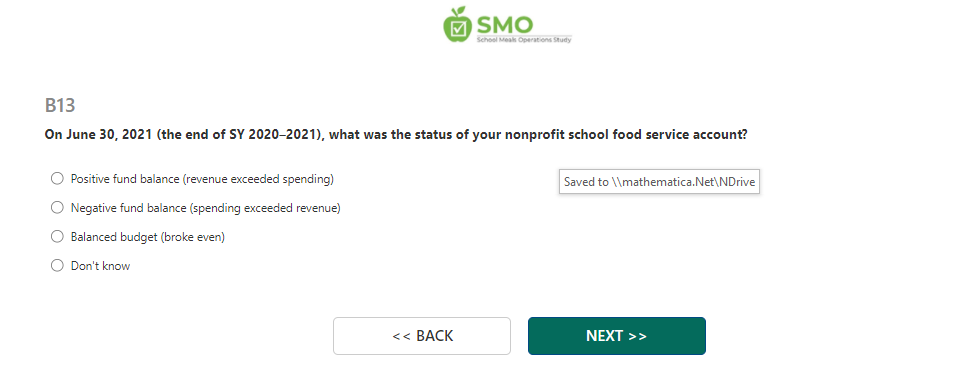 SMO
School Meals Operations Study
B13
On June 30, 2021 (the end of SY 2020–2021), what was the status of your nonprofit school food service account?
Positive fund balance (revenue exceeded spending)
Saved to \\mathematica.Net\NDrive
Negative fund balance (spending exceeded revenue)
Balanced budget (broke even)
Don't know
<< BACK
NEXT >>